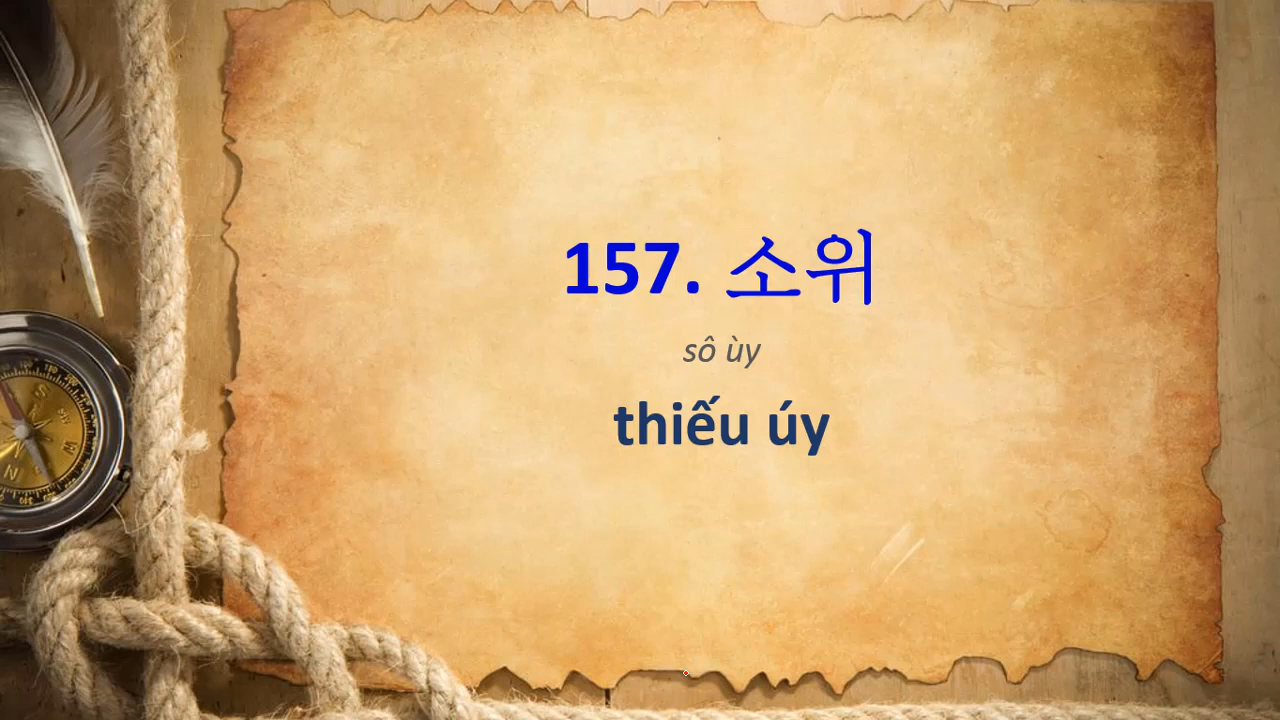 157. 소위
sô ùy
thiếu úy